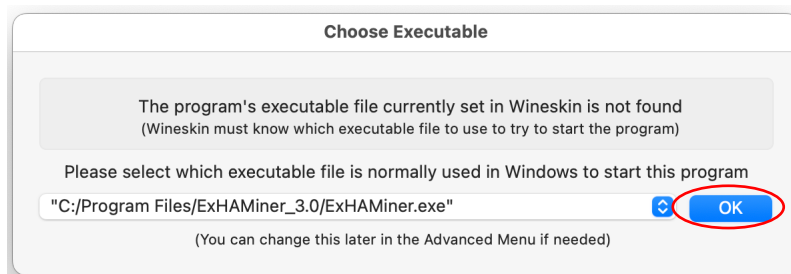 Choose Executable
The program's executable file currently set in Wineskin is not found
(Wineskin must know which executable file to use to try to start the program)
Please select which executable file is normally used in Windows to start this program
"C:/Program Files/ExHAMiner_3.0/ExHAMiner.exe"
OK
(You can change this later in the Advanced Menu if needed)